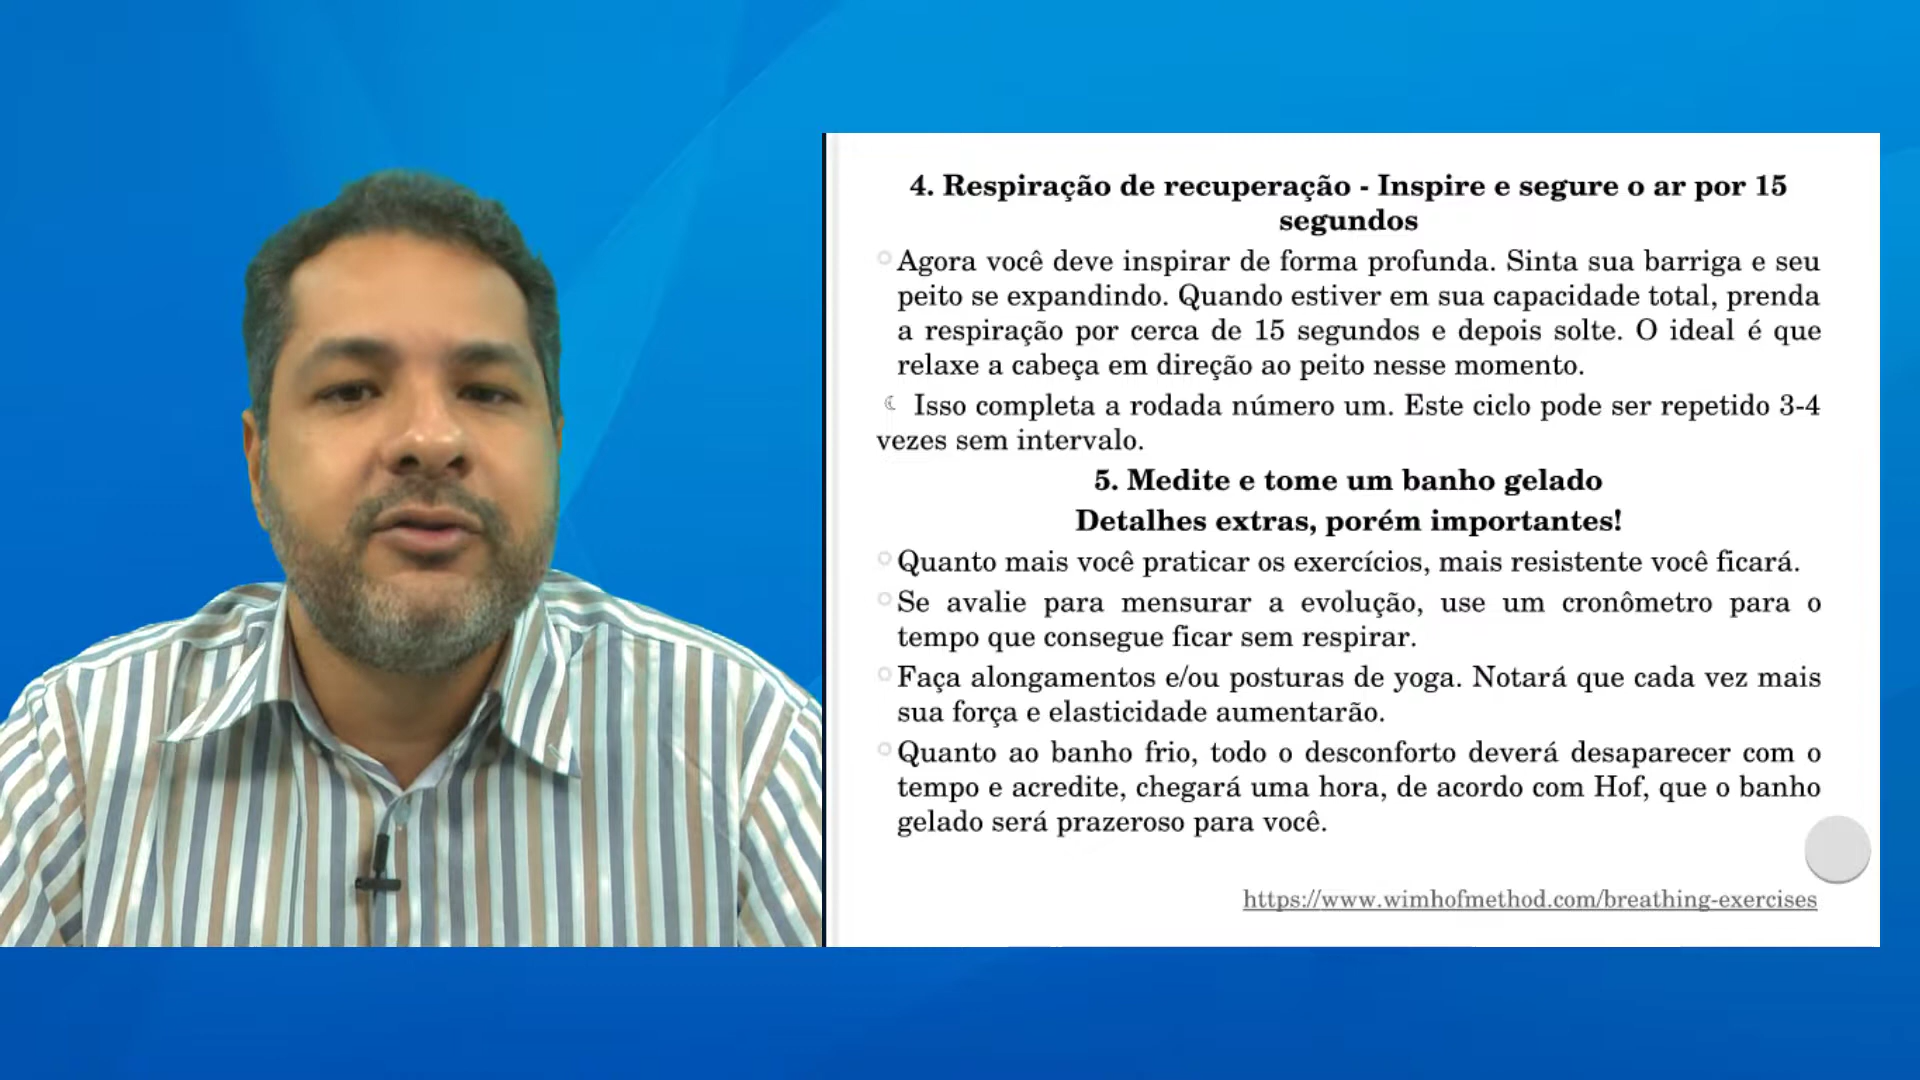 4. Respiração de recuperação - Inspire e segure o ar por 15
segundos
Agora você deve inspirar de forma profunda. Sinta sua barriga e seu
peito se expandindo. Quando estiver em sua capacidade total, prenda
a respiração por cerca de 15 segundos e depois solte. O ideal é que
relaxe a cabeça em direção ao peito nesse momento.
Isso completa a rodada número um. Este ciclo pode ser repetido 3-4
vezes sem intervalo.
5. Medite e tome um banho gelado
Detalhes extras, porém importantes!
Quanto mais você praticar os exercícios, mais resistente você ficará.
Se avalie para mensurar a evolução, use um cronômetro para o
tempo que consegue ficar sem respirar.
Faça alongamentos e/ou posturas de yoga. Notará que cada vez mais
sua força e elasticidade aumentarão.
Quanto ao banho frio, todo o desconforto deverá desaparecer com o
tempo e acredite, chegará uma hora, de acordo com Hof, que o banho
gelado será prazeroso para você.
https://www.wimhofmethod.com/breathing-exercises